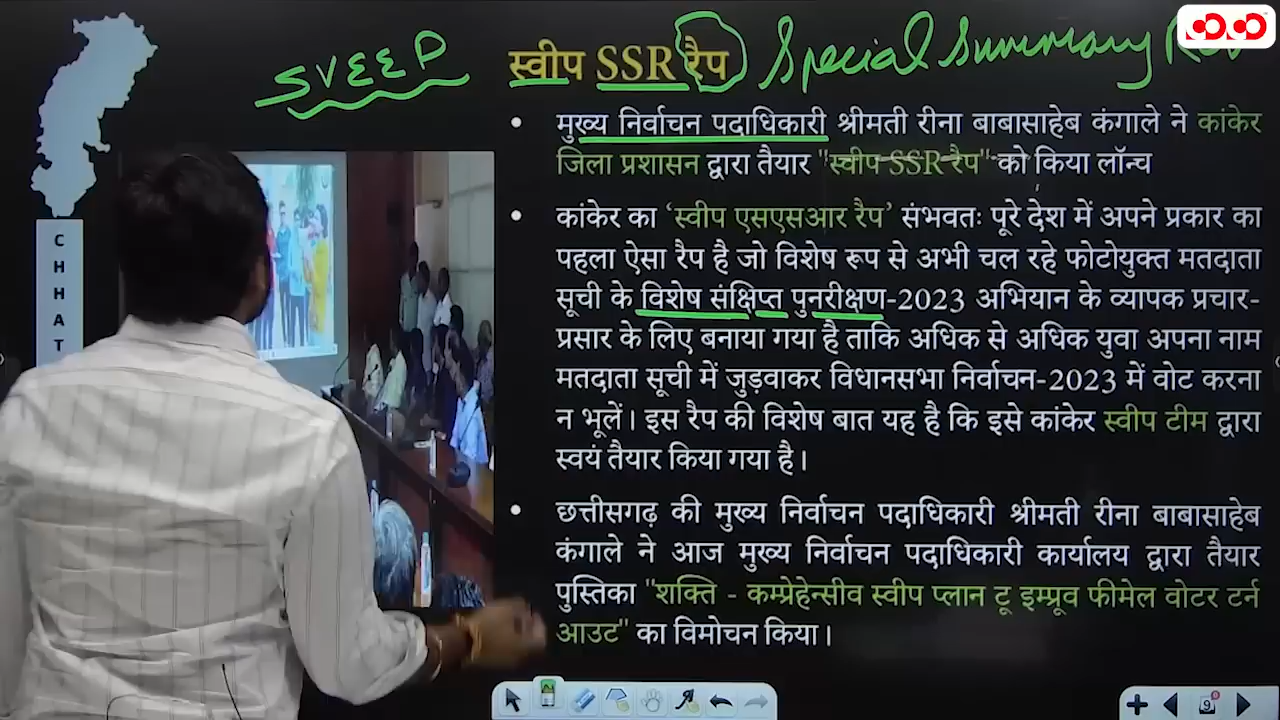 SVEEP
स्वीप SSR रैप
Special Summary Rev
मुख्य निर्वाचन पदाधिकारी श्रीमती रीना बाबासाहेब कंगाले ने कांकेर
जिला प्रशासन द्वारा तैयार "स्वीप SSR रैप" को किया लॉन्च
कांकेर का ‘स्वीप एसएसआर रैप’ संभवतः पूरे देश में अपने प्रकार का
पहला ऐसा रैप है जो विशेष रूप से अभी चल रहे फोटोयुक्त मतदाता
सूची के विशेष संक्षिप्त पुनरीक्षण-2023 अभियान के व्यापक प्रचार-
प्रसार के लिए बनाया गया है ताकि अधिक से अधिक युवा अपना नाम
मतदाता सूची में जुड़वाकर विधानसभा निर्वाचन-2023 में वोट करना
न भूलें। इस रैप की विशेष बात यह है कि इसे कांकेर स्वीप टीम द्वारा
स्वयं तैयार किया गया है।
छत्तीसगढ़ की मुख्य निर्वाचन पदाधिकारी श्रीमती रीना बाबासाहेब
कंगाले ने आज मुख्य निर्वाचन पदाधिकारी कार्यालय द्वारा तैयार
पुस्तिका "शक्ति - कम्प्रेहेन्सीव स्वीप प्लान टू इम्प्रूव फीमेल वोटर टर्न
आउट" का विमोचन किया।
C
H
H
A
T
9